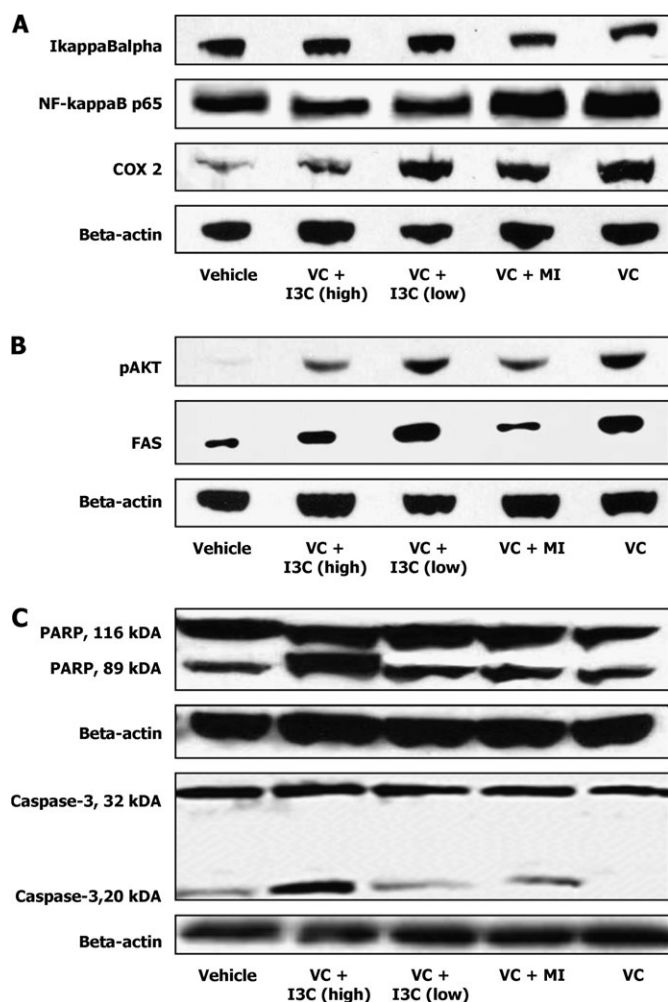 A
IkappaBalpha
NF-kappaB p65
COX 2
Beta-actin
Vehicle
VC +
I3C (high)
VC +
I3C (low)
VC + MI
VC
B
pAKT
FAS
Beta-actin
Vehicle
VC +
I3C (high)
VC +
I3C (low)
VC + MI
VC
C
PARP, 116 kDA
PARP, 89 kDA
Beta-actin
Caspase-3, 32 kDA
Caspase-3,20 kDA
Beta-actin
Vehicle
VC +
I3C (high)
VC +
I3C (low)
VC + MI
VC